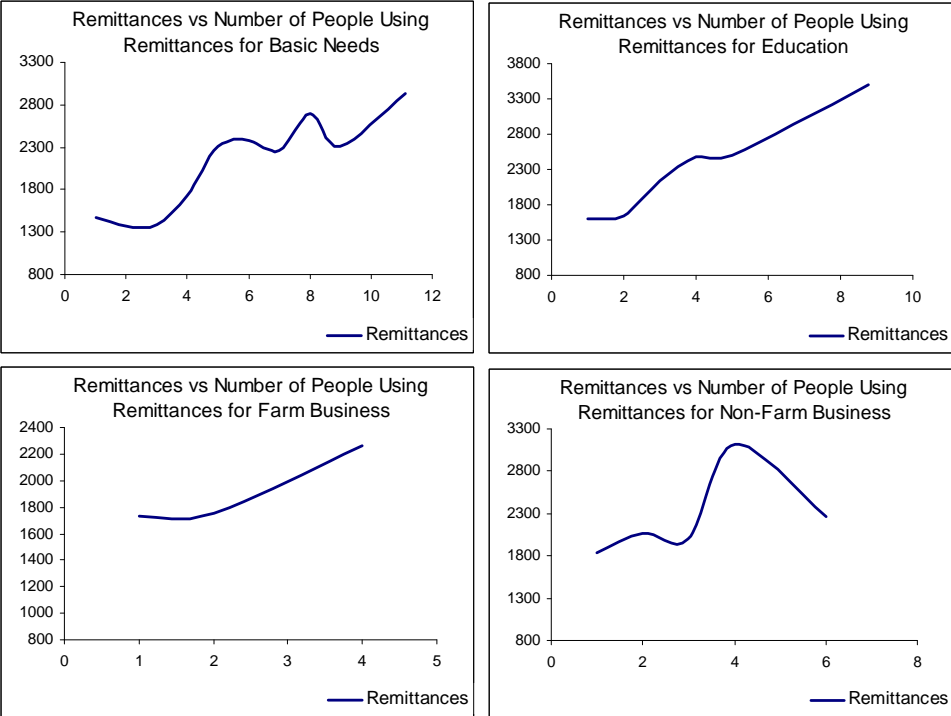 Remittances vs Number of People Using
Remittances for Basic Needs
3300
2800
2300
1800
1300
800
0 2 4 6 8 10 12
Remittances
Remittances vs Number of People Using
Remittances for Education
3800
3300
2800
2300
1800
1300
800
0 2 4 6 8 10
Remittances
Remittances vs Number of People Using
Remittances for Farm Business
2400
2200
2000
1800
1600
1400
1200
1000
800
0 1 2 3 4 5
Remittances
Remittances vs Number of People Using
Remittances for Non-Farm Business
3300
2800
2300
1800
1300
800
0 2 4 6 8
Remittances